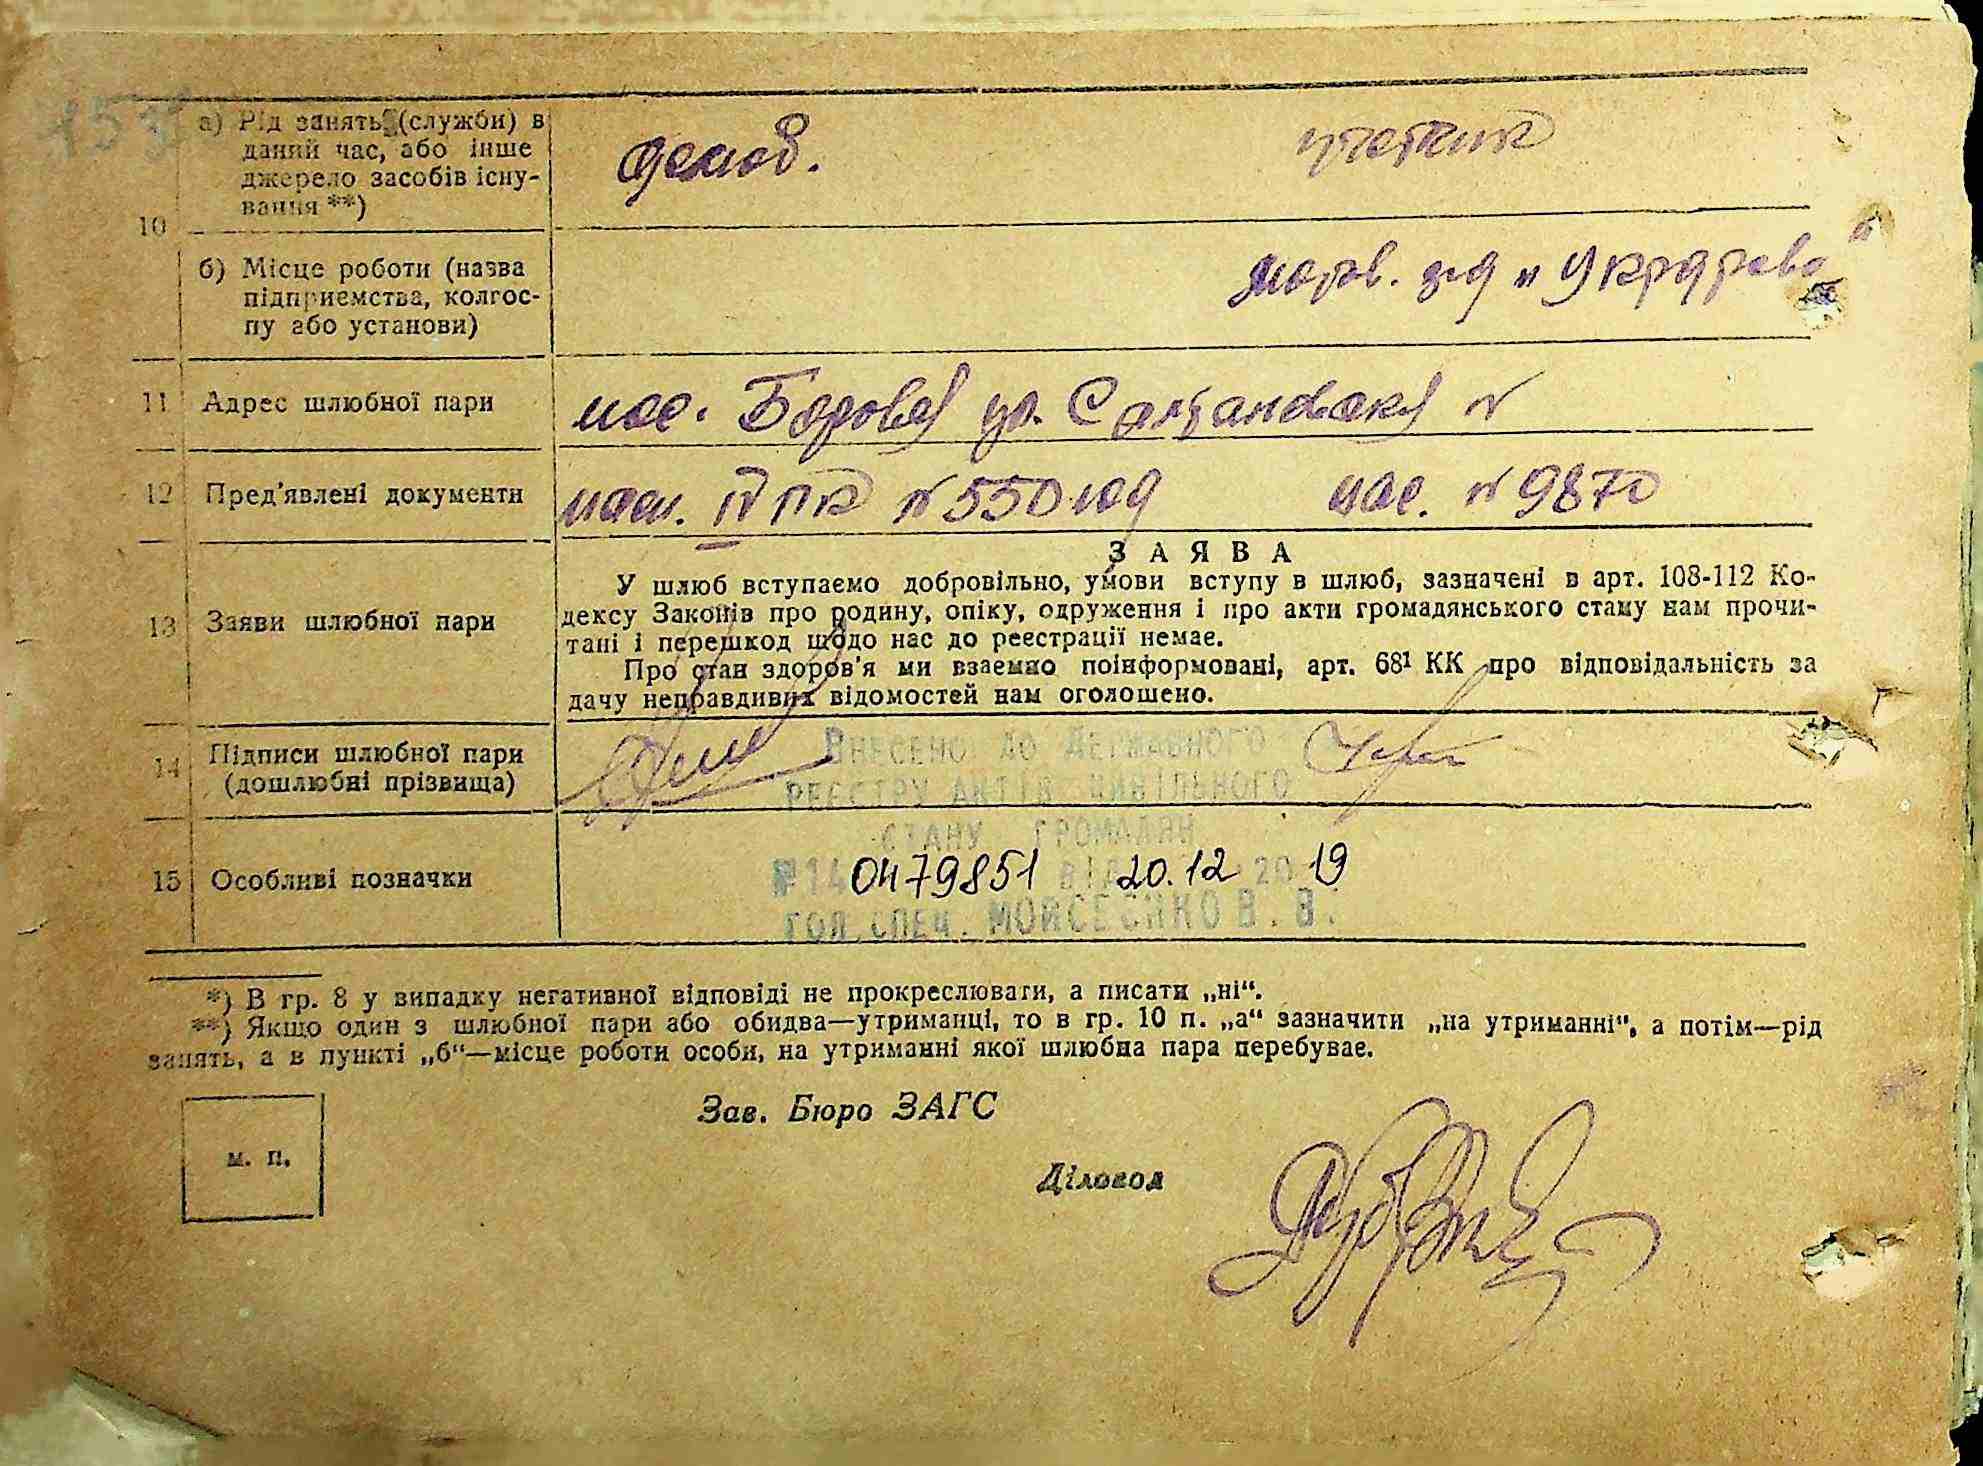 а) Рід занять (служби) в
даний час, або інше
джерело засобів існу-
вання **)
демоб.
10
б) Місце роботи (назва
підприємства, колгос-
пу або установи)
11 Адрес шлюбної пари
пос. Боровая ул.
12 Пред'явлені документи
N 550 N 9870
ЗАЯВА
13 Заяви шлюбної пари
У шлюб вступаємо добровільно, умови вступу в шлюб, зазначені в арт. 108-112 Ко-
дексу Законів про родину, опіку, одруження і про акти громадянського стану нам прочи-
тані і перешкод щодо нас до реєстрації немає.
Про стан здоров'я ми взаємно поінформовані, арт. 68¹ КК про відповідальність за
дачу неправдивих відомостей нам оголошено.
14 Підписи шлюбної пари
(дошлюбні прізвища)
ВНЕСЕНО ДО ДЕРЖАВНОГО
РЕЄСТРУ АКТІВ ЦИВІЛЬНОГО
СТАНУ ГРОМАДЯН
15 Особливі позначки
№14 0479851 ВІД 20.12 2019
ГОЛ. СПЕЦ. МОЙСЕЄНКО В. В.
*) В гр. 8 у випадку негативної відповіді не прокреслювати, а писати „ні“.
**) Якщо один з шлюбної пари або обидва—утриманці, то в гр. 10 п. „а“ зазначити „на утриманні“, а потім—рід
занять, а в пункті „б“—місце роботи особи, на утриманні якої шлюбна пара перебуває.
Зав. Бюро ЗАГС
м. п.
Діловод